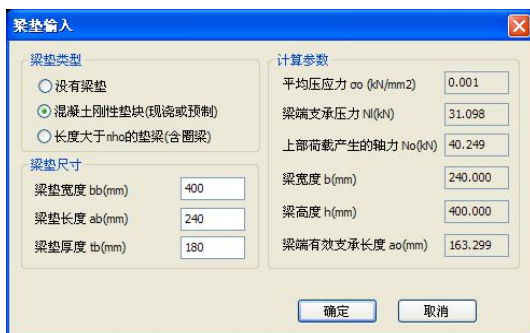 梁垫输入
梁垫类型
没有梁垫
混凝土刚性垫块(现浇或预制)
长度大于πho的垫梁(含圈梁)
梁垫尺寸
梁垫宽度 bb(mm) 400
梁垫长度 ab(mm) 240
梁垫厚度 tb(mm) 180
计算参数
平均压应力 σo (kN/mm2) 0.001
梁端支承压力 Nl(kN) 31.098
上部荷载产生的轴力 No(kN) 40.249
梁宽度 b(mm) 240.000
梁高度 h(mm) 400.000
梁端有效支承长度 ao(mm) 163.299
确定 取消